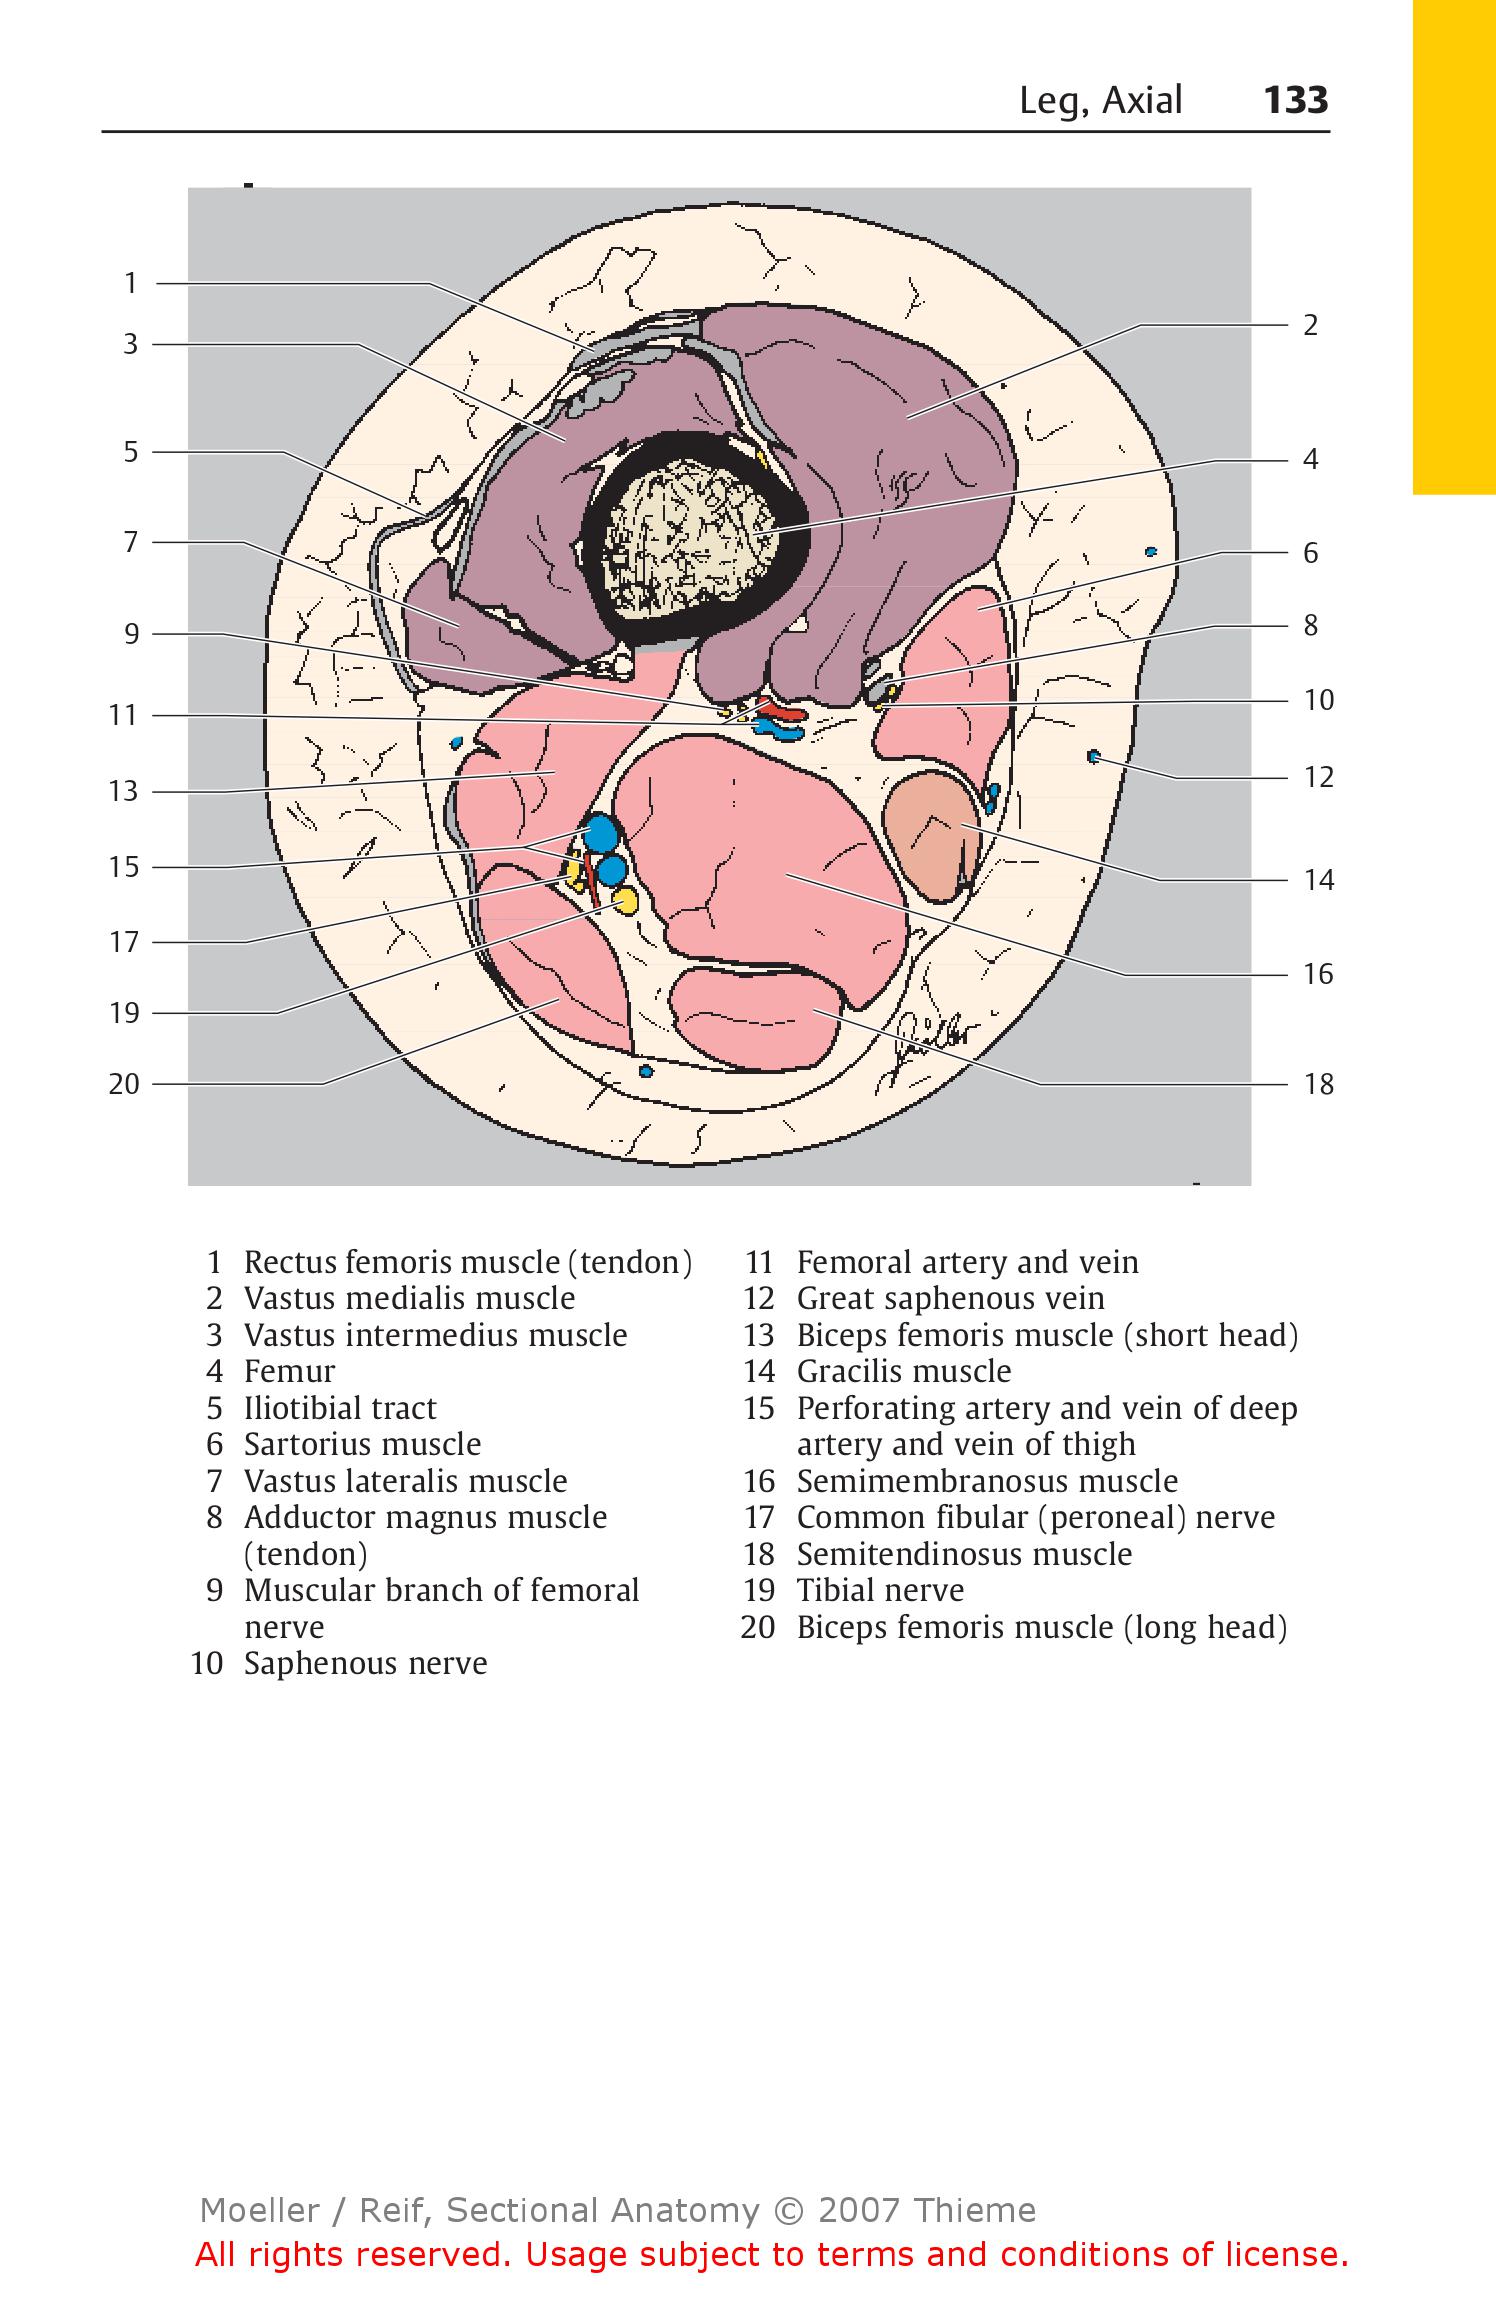 Leg, Axial 133
1
2
3
4
5
6
7
8
9
10
11
12
13
14
15
16
17
18
19
20
1 Rectus femoris muscle (tendon)
2 Vastus medialis muscle
3 Vastus intermedius muscle
4 Femur
5 Iliotibial tract
6 Sartorius muscle
7 Vastus lateralis muscle
8 Adductor magnus muscle
(tendon)
9 Muscular branch of femoral
nerve
10 Saphenous nerve
11 Femoral artery and vein
12 Great saphenous vein
13 Biceps femoris muscle (short head)
14 Gracilis muscle
15 Perforating artery and vein of deep
artery and vein of thigh
16 Semimembranosus muscle
17 Common fibular (peroneal) nerve
18 Semitendinosus muscle
19 Tibial nerve
20 Biceps femoris muscle (long head)
Moeller / Reif, Sectional Anatomy © 2007 Thieme
All rights reserved. Usage subject to terms and conditions of license.